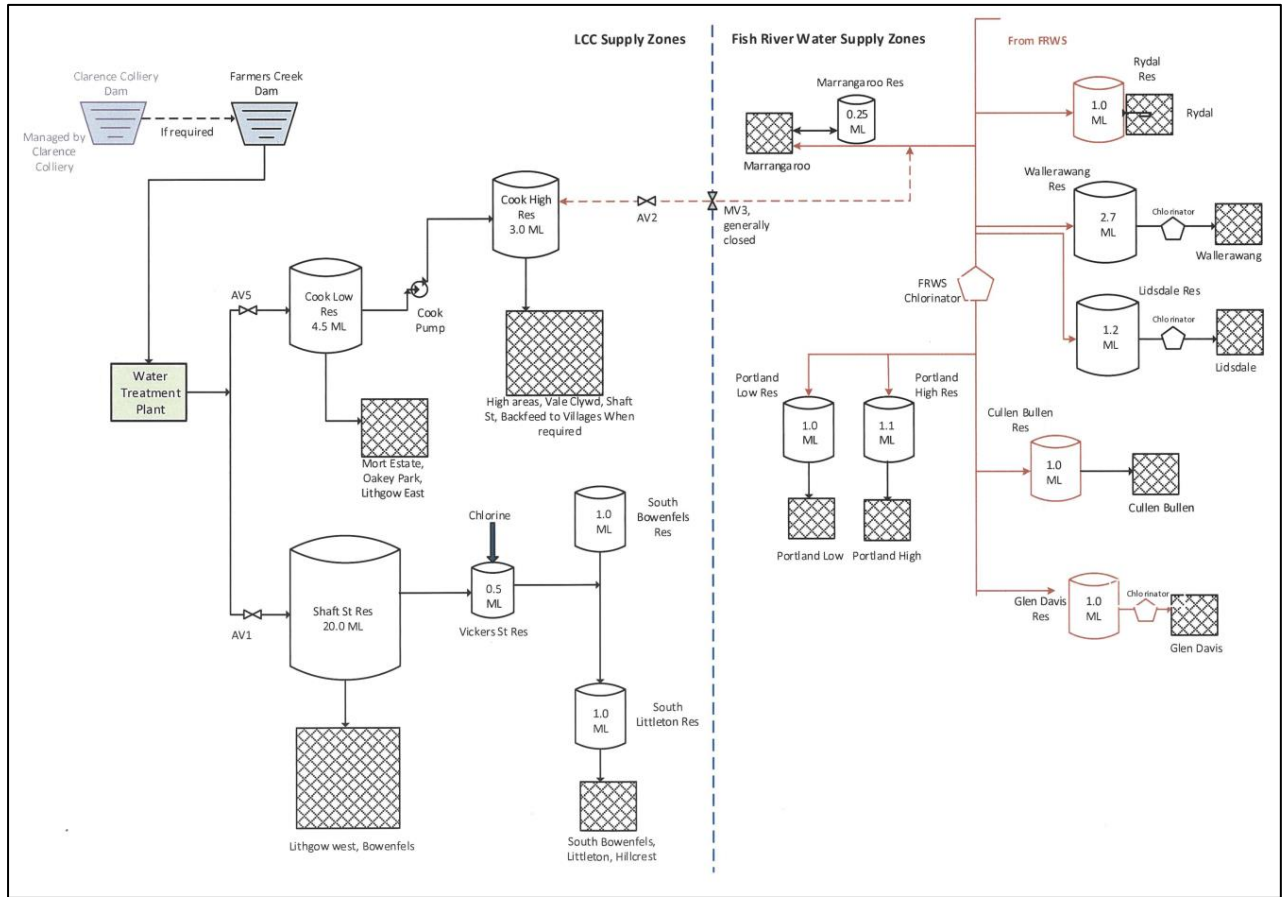 LCC Supply Zones
Fish River Water Supply Zones
From FRWS
Clarence Colliery
Dam
Managed by
Clarence
Colliery
If required
Farmers Creek
Dam
Marrangaroo Res
0.25
ML
Marrangaroo
Rydal
Res
1.0
ML
Rydal
Cook High
Res
3.0 ML
AV2
MV3,
generally
closed
Wallerawang
Res
2.7
ML
Chlorinator
Wallerawang
AV5
Cook Low
Res
4.5 ML
Cook
Pump
FRWS
Chlorinator
Lidsdale Res
1.2
ML
Chlorinator
Lidsdale
Water
Treatment
Plant
High areas, Vale Clywd, Shaft
St, Backfeed to Villages When
required
Portland
Low Res
1.0
ML
Portland Low
Portland
High Res
1.1
ML
Portland High
Mort Estate,
Oakey Park,
Lithgow East
Cullen Bullen
Res
1.0
ML
Cullen Bullen
AV1
Shaft St Res
20.0 ML
Chlorine
0.5
ML
Vickers St Res
1.0
ML
South
Bowenfels
Res
Glen Davis
Res
1.0
ML
Chlorinator
Glen Davis
1.0
ML
South
Littleton Res
Lithgow west, Bowenfels
South Bowenfels,
Littleton, Hillcrest